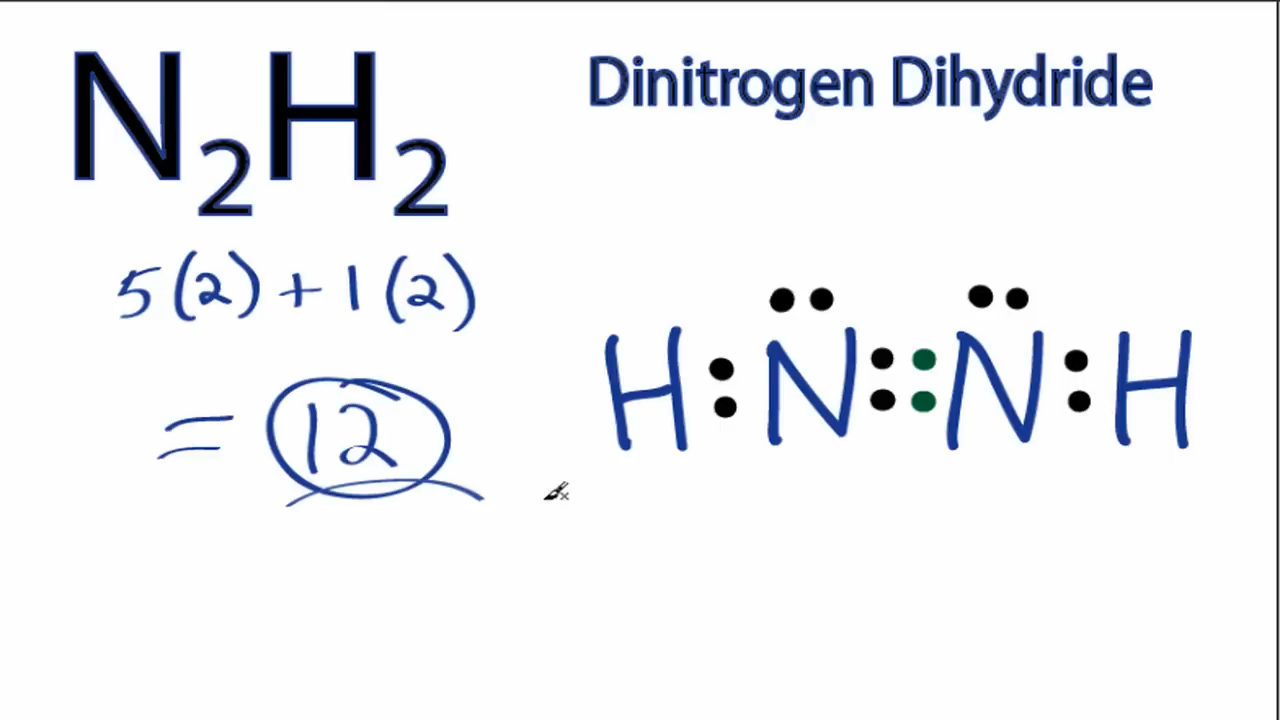 N₂H₂
Dinitrogen Dihydride
5(2) + 1(2)
= 12
H : N :: N : H